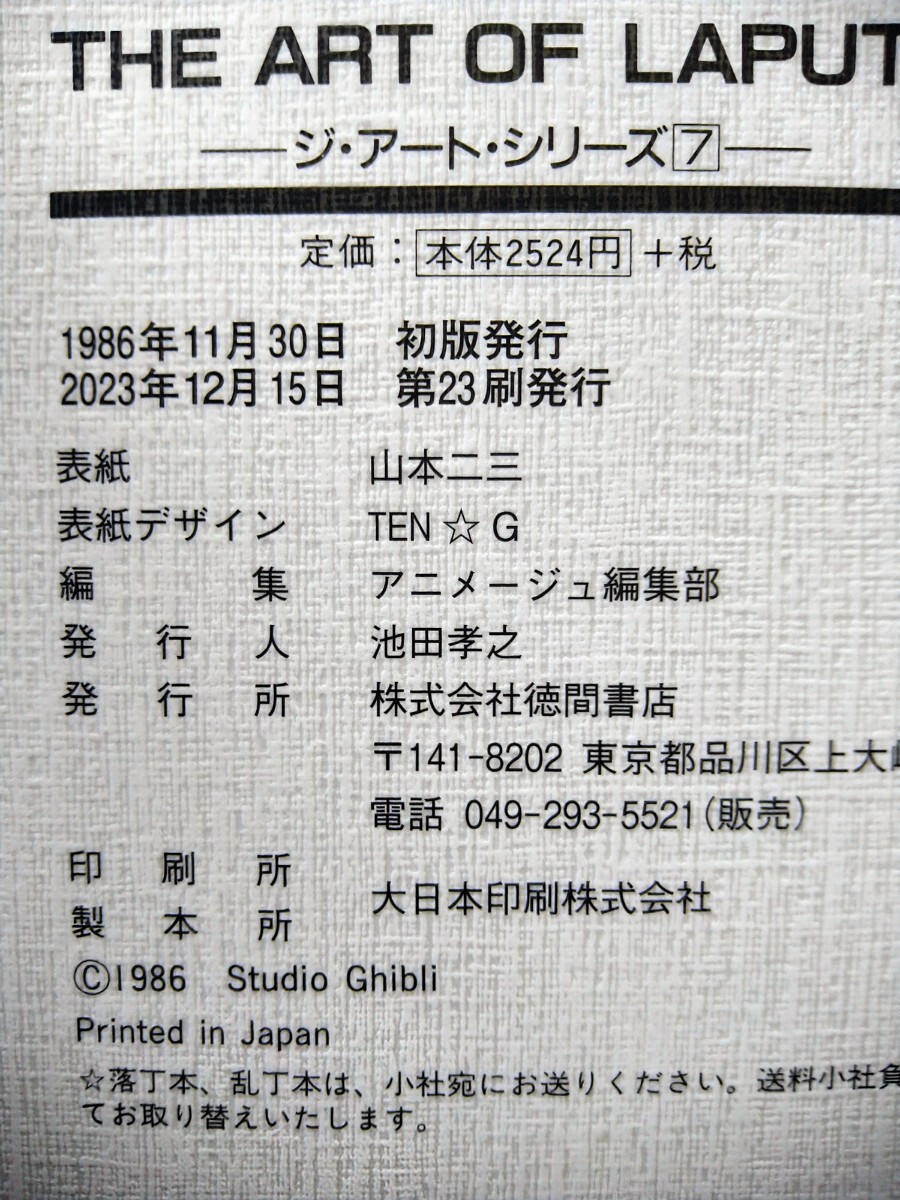 THE ART OF LAPUT
ジ・アート・シリーズ7
定価：本体2524円＋税
1986年11月30日 初版発行
2023年12月15日 第23刷発行
表紙 山本二三
表紙デザイン TEN☆G
編集 アニメージュ編集部
発行人 池田孝之
発行所 株式会社徳間書店
〒141-8202 東京都品川区上大崎
電話 049-293-5521(販売)
印刷所
製本所
大日本印刷株式会社
©1986 Studio Ghibli
Printed in Japan
☆落丁本、乱丁本は、小社宛にお送りください。送料小社負
てお取り替えいたします。